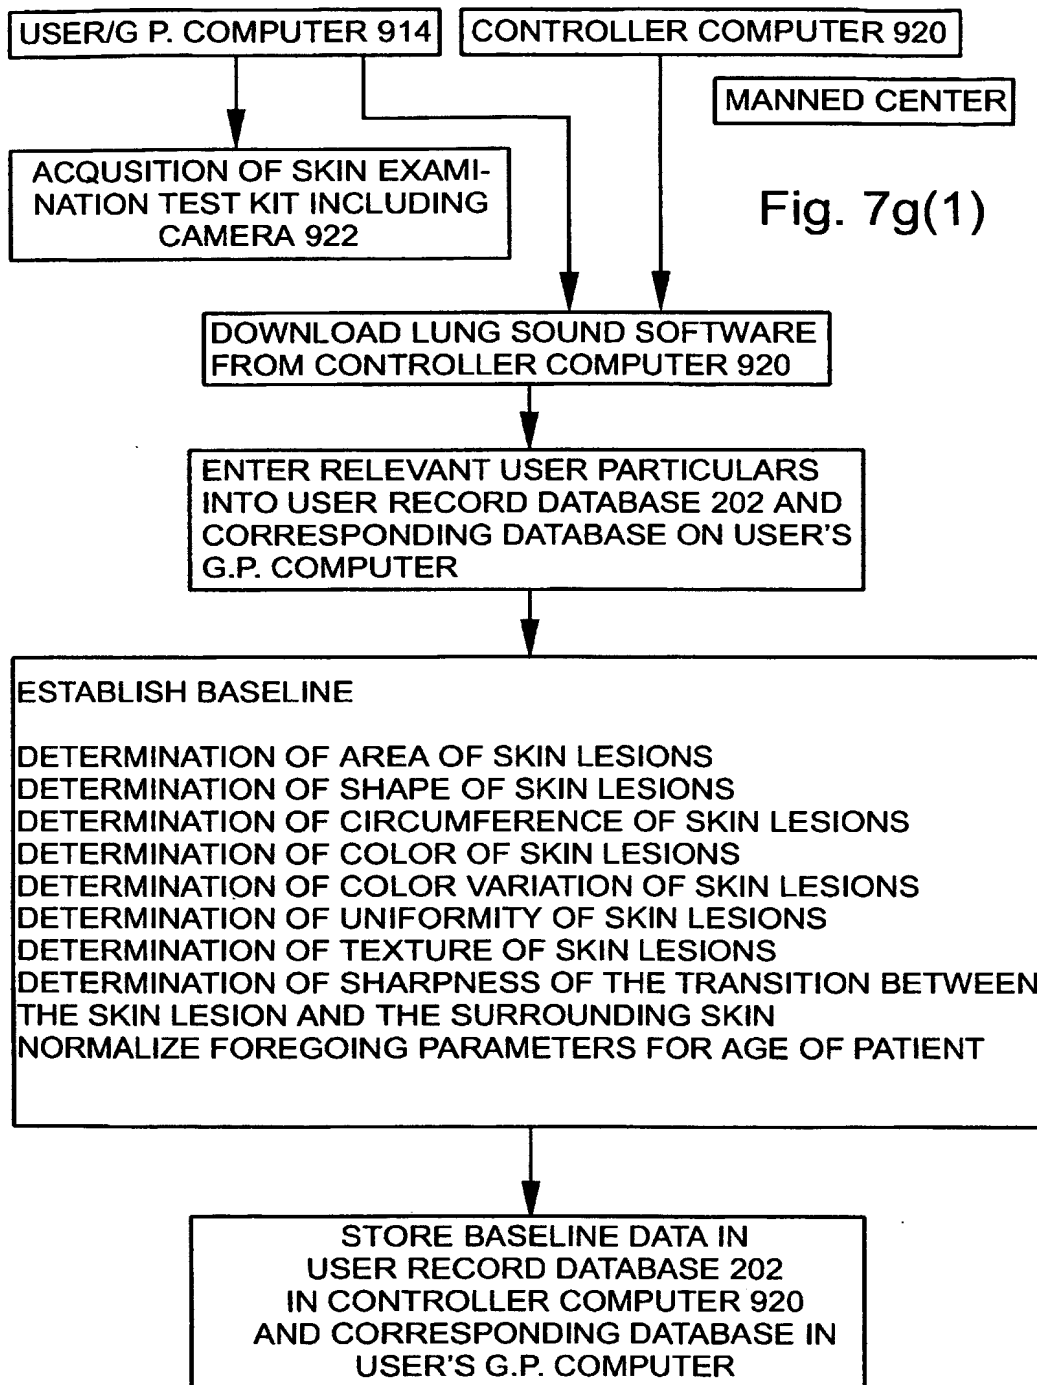 USER/G P. COMPUTER 914
CONTROLLER COMPUTER 920
MANNED CENTER
ACQUSITION OF SKIN EXAMI-
NATION TEST KIT INCLUDING
CAMERA 922
Fig. 7g(1)
DOWNLOAD LUNG SOUND SOFTWARE
FROM CONTROLLER COMPUTER 920
ENTER RELEVANT USER PARTICULARS
INTO USER RECORD DATABASE 202 AND
CORRESPONDING DATABASE ON USER'S
G.P. COMPUTER
ESTABLISH BASELINE
DETERMINATION OF AREA OF SKIN LESIONS
DETERMINATION OF SHAPE OF SKIN LESIONS
DETERMINATION OF CIRCUMFERENCE OF SKIN LESIONS
DETERMINATION OF COLOR OF SKIN LESIONS
DETERMINATION OF COLOR VARIATION OF SKIN LESIONS
DETERMINATION OF UNIFORMITY OF SKIN LESIONS
DETERMINATION OF TEXTURE OF SKIN LESIONS
DETERMINATION OF SHARPNESS OF THE TRANSITION BETWEEN
THE SKIN LESION AND THE SURROUNDING SKIN
NORMALIZE FOREGOING PARAMETERS FOR AGE OF PATIENT
STORE BASELINE DATA IN
USER RECORD DATABASE 202
IN CONTROLLER COMPUTER 920
AND CORRESPONDING DATABASE IN
USER'S G.P. COMPUTER